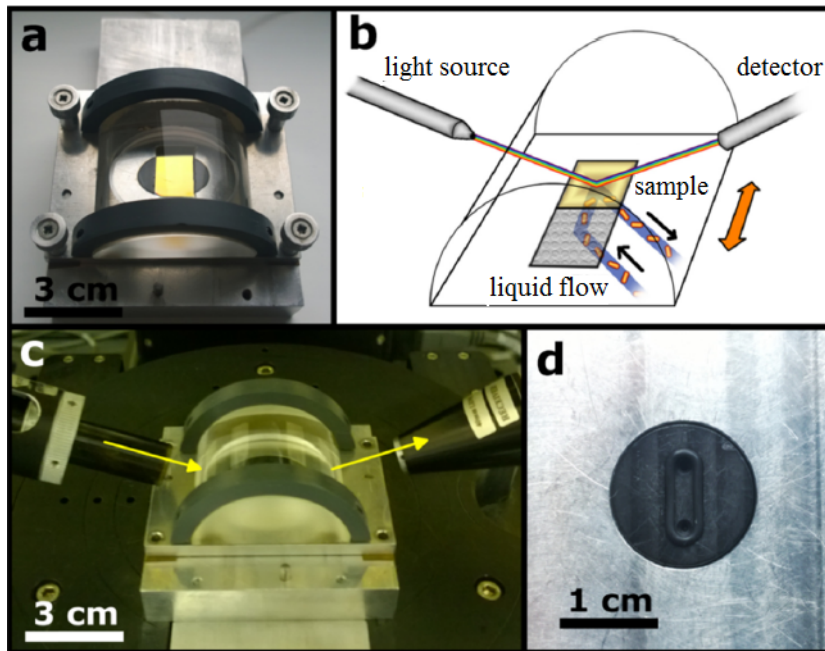 a
3 cm
b
light source
detector
sample
liquid flow
c
3 cm
d
1 cm